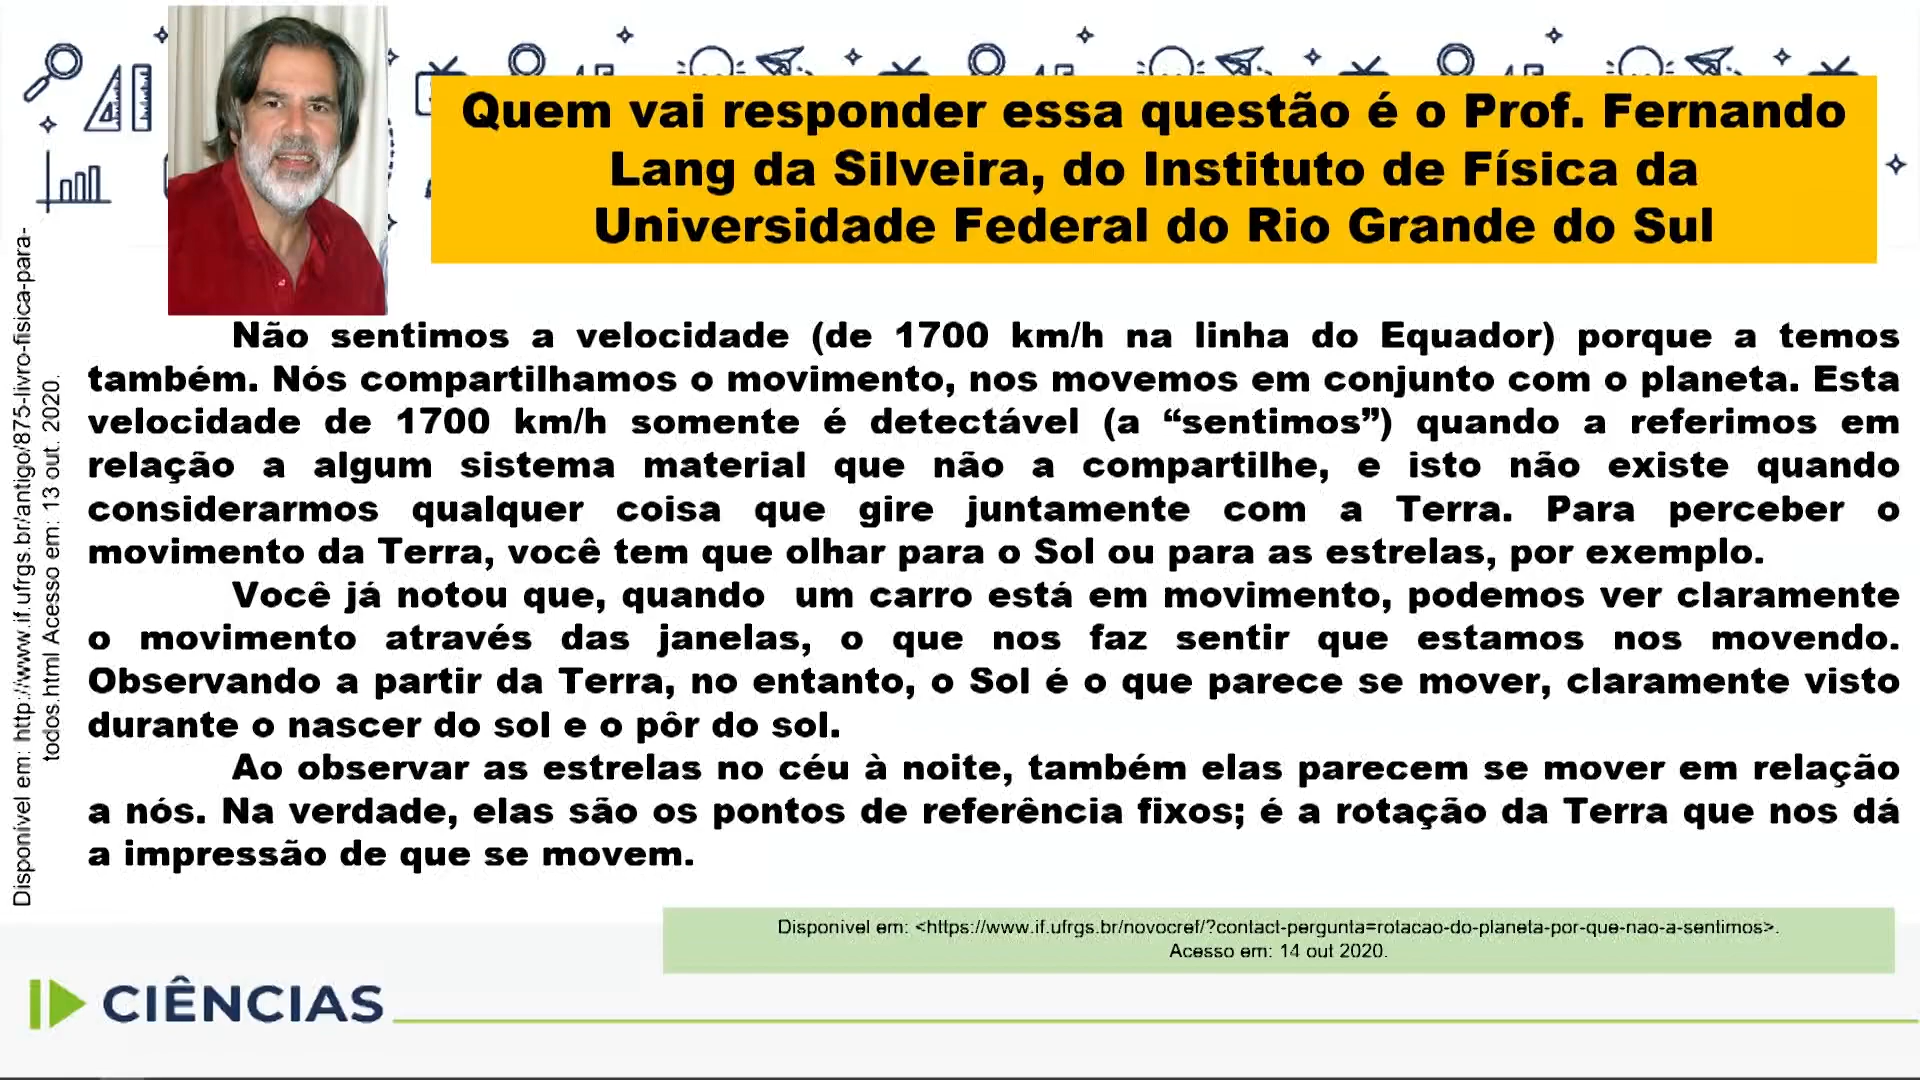 Quem vai responder essa questão é o Prof. Fernando
Lang da Silveira, do Instituto de Física da
Universidade Federal do Rio Grande do Sul
Não sentimos a velocidade (de 1700 km/h na linha do Equador) porque a temos
também. Nós compartilhamos o movimento, nos movemos em conjunto com o planeta. Esta
velocidade de 1700 km/h somente é detectável (a “sentimos”) quando a referimos em
relação a algum sistema material que não a compartilhe, e isto não existe quando
considerarmos qualquer coisa que gire juntamente com a Terra. Para perceber o
movimento da Terra, você tem que olhar para o Sol ou para as estrelas, por exemplo.
Você já notou que, quando um carro está em movimento, podemos ver claramente
o movimento através das janelas, o que nos faz sentir que estamos nos movendo.
Observando a partir da Terra, no entanto, o Sol é o que parece se mover, claramente visto
durante o nascer do sol e o pôr do sol.
Ao observar as estrelas no céu à noite, também elas parecem se mover em relação
a nós. Na verdade, elas são os pontos de referência fixos; é a rotação da Terra que nos dá
a impressão de que se movem.
Disponível em: http://www.if.ufrgs.br/antigo/875-livro-fisica-para-
todos.html Acesso em: 13 out. 2020.
Disponível em: <https://www.if.ufrgs.br/novocref/?contact-pergunta=rotacao-do-planeta-por-que-nao-a-sentimos>.
Acesso em: 14 out 2020.
CIÊNCIAS